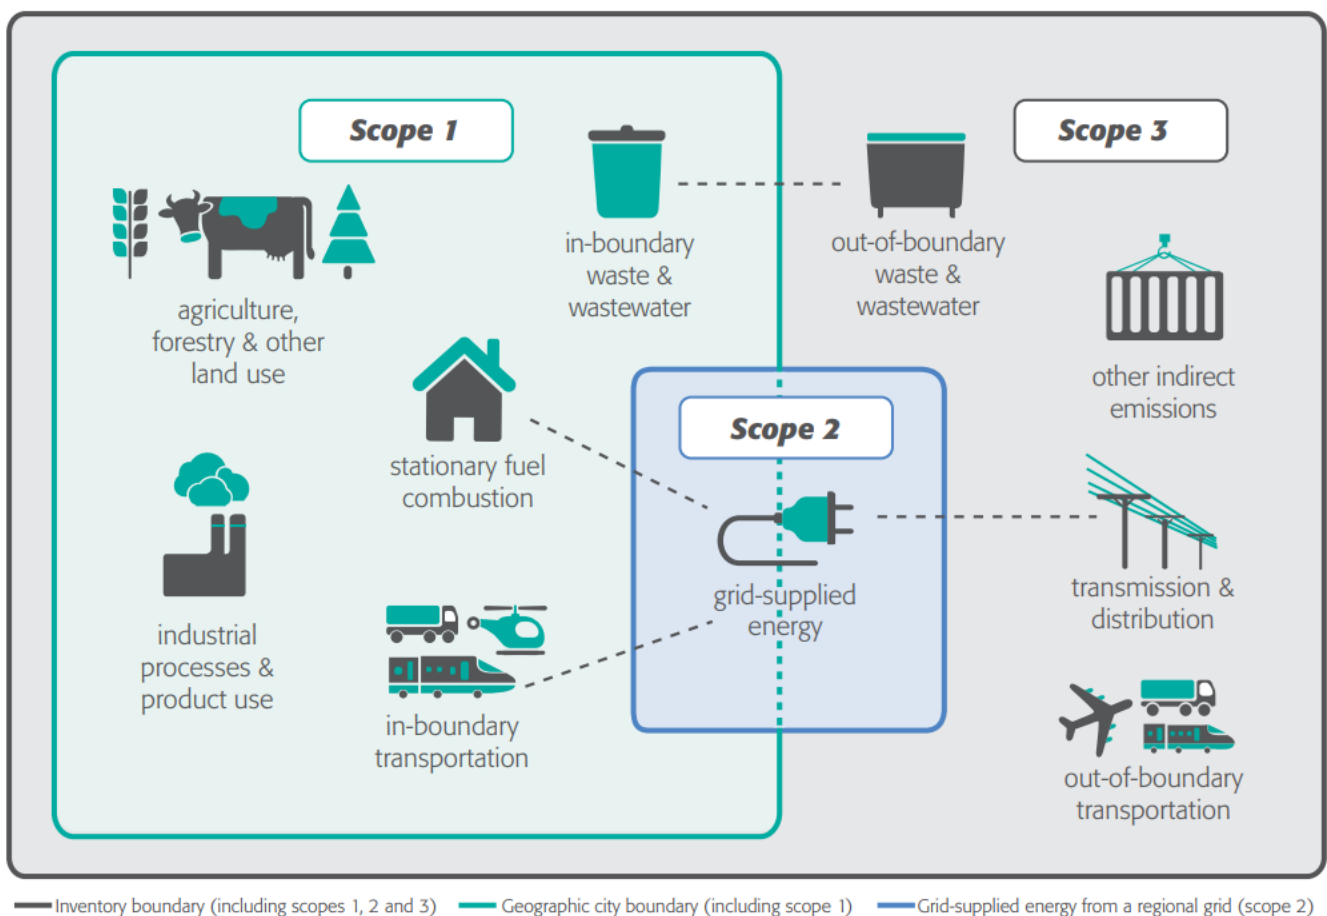 Scope 1
Scope 3
in-boundary
waste &
wastewater
out-of-boundary
waste &
wastewater
agriculture,
forestry & other
land use
other indirect
emissions
Scope 2
stationary fuel
combustion
grid-supplied
energy
transmission &
distribution
industrial
processes &
product use
in-boundary
transportation
out-of-boundary
transportation
Inventory boundary (including scopes 1, 2 and 3)
Geographic city boundary (including scope 1)
Grid-supplied energy from a regional grid (scope 2)